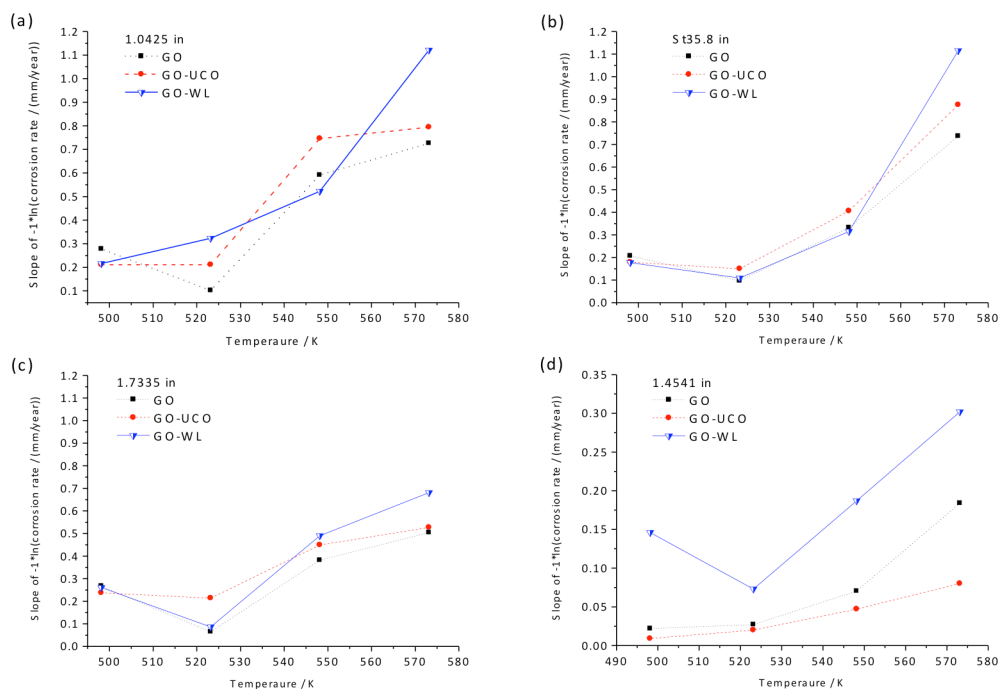 (a)
1.0425 in
GO
GO-UCO
GO-WL
Slope of -1*ln(corrosion rate / (mm/year))
1.2
1.1
1.0
0.9
0.8
0.7
0.6
0.5
0.4
0.3
0.2
0.1
500 510 520 530 540 550 560 570 580
Temperaure / K
(b)
St35.8 in
GO
GO-UCO
GO-WL
Slope of -1*ln(corrosion rate / (mm/year))
1.2
1.1
1.0
0.9
0.8
0.7
0.6
0.5
0.4
0.3
0.2
0.1
0.0
500 510 520 530 540 550 560 570 580
Temperaure / K
(c)
1.7335 in
GO
GO-UCO
GO-WL
Slope of -1*ln(corrosion rate / (mm/year))
1.2
1.1
1.0
0.9
0.8
0.7
0.6
0.5
0.4
0.3
0.2
0.1
0.0
500 510 520 530 540 550 560 570 580
Temperaure / K
(d)
1.4541 in
GO
GO-UCO
GO-WL
Slope of -1*ln(corrosion rate / (mm/year))
0.35
0.30
0.25
0.20
0.15
0.10
0.05
0.00
490 500 510 520 530 540 550 560 570 580
Temperaure / K